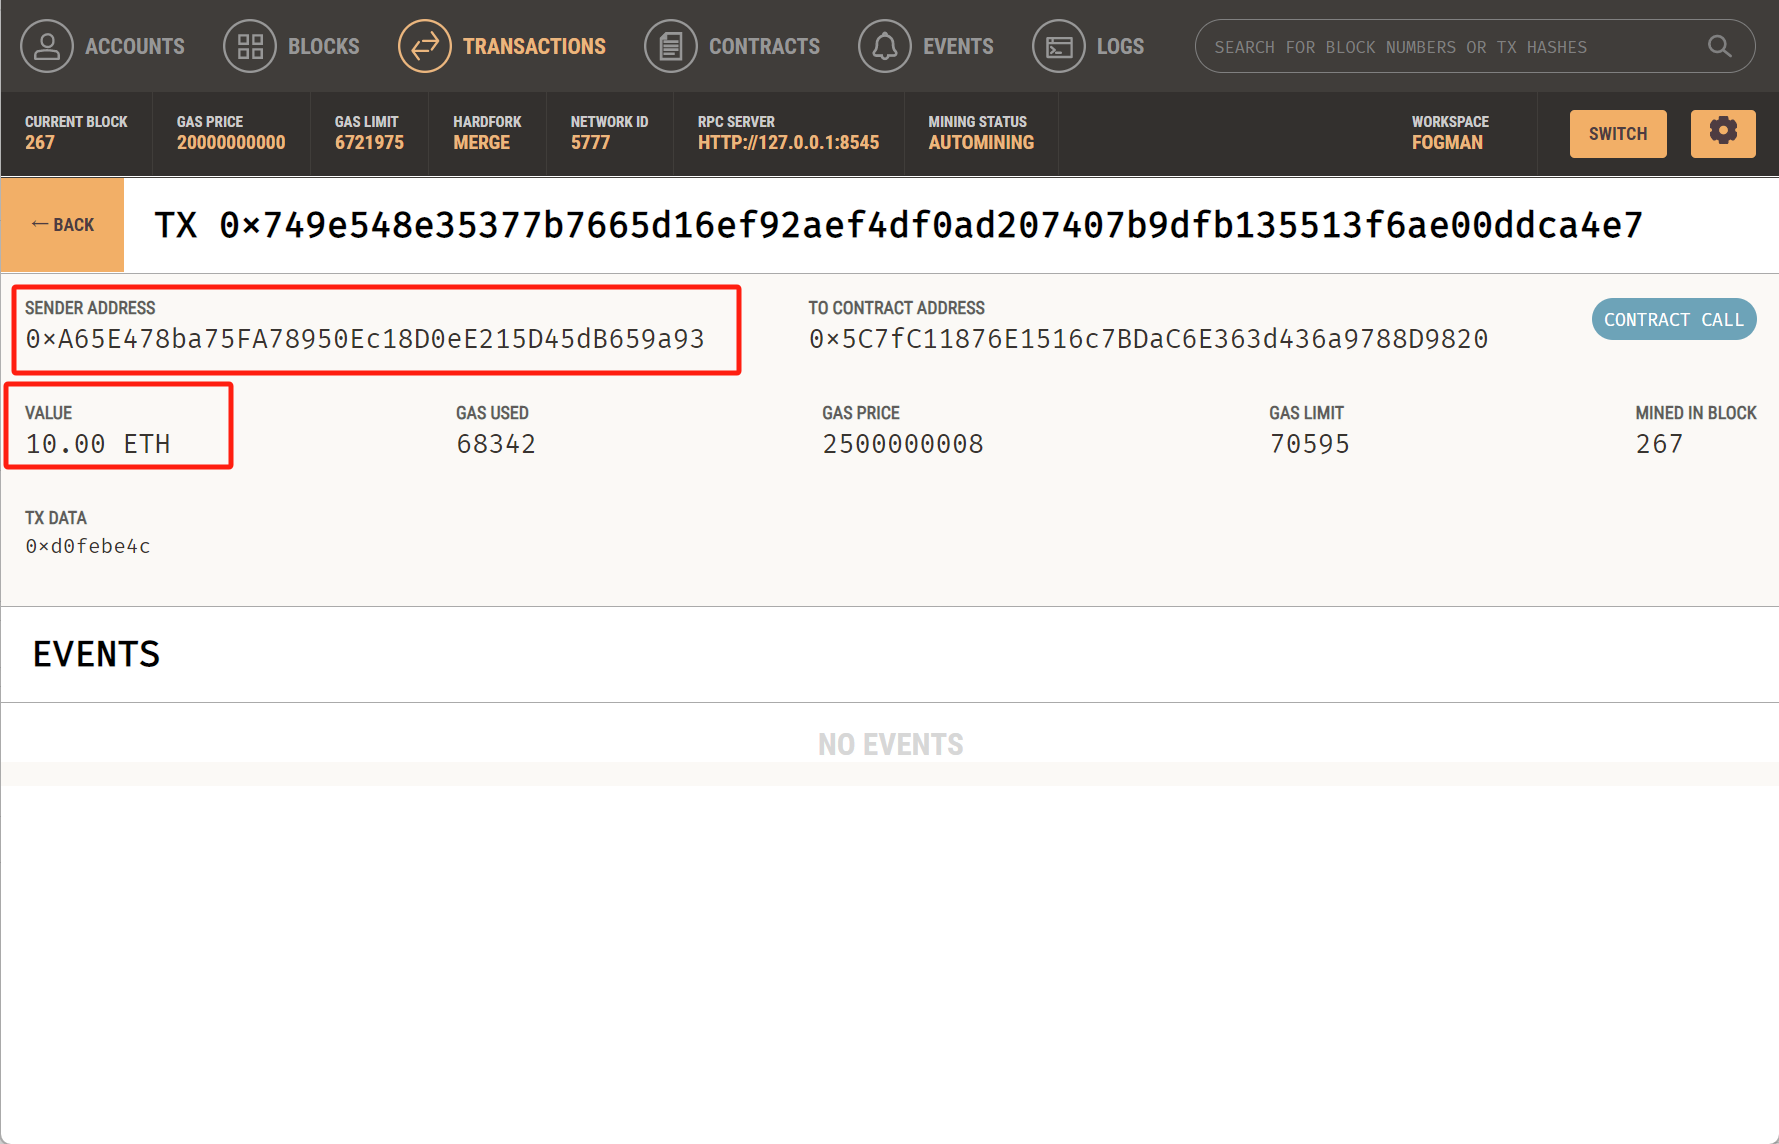 ACCOUNTS BLOCKS TRANSACTIONS CONTRACTS EVENTS LOGS SEARCH FOR BLOCK NUMBERS OR TX HASHES
CURRENT BLOCK GAS PRICE GAS LIMIT HARDFORK NETWORK ID RPC SERVER MINING STATUS WORKSPACE
267 20000000000 6721975 MERGE 5777 HTTP://127.0.0.1:8545 AUTOMINING FOGMAN
SWITCH
← BACK TX 0×749e548e35377b7665d16ef92aef4df0ad207407b9dfb135513f6ae00ddca4e7
SENDER ADDRESS TO CONTRACT ADDRESS
0×A65E478ba75FA78950Ec18D0eE215D45dB659a93 0×5C7fC11876E1516c7BDaC6E363d436a9788D9820
CONTRACT CALL
VALUE GAS USED GAS PRICE GAS LIMIT MINED IN BLOCK
10.00 ETH 68342 2500000008 70595 267
TX DATA
0×d0febe4c
EVENTS
NO EVENTS